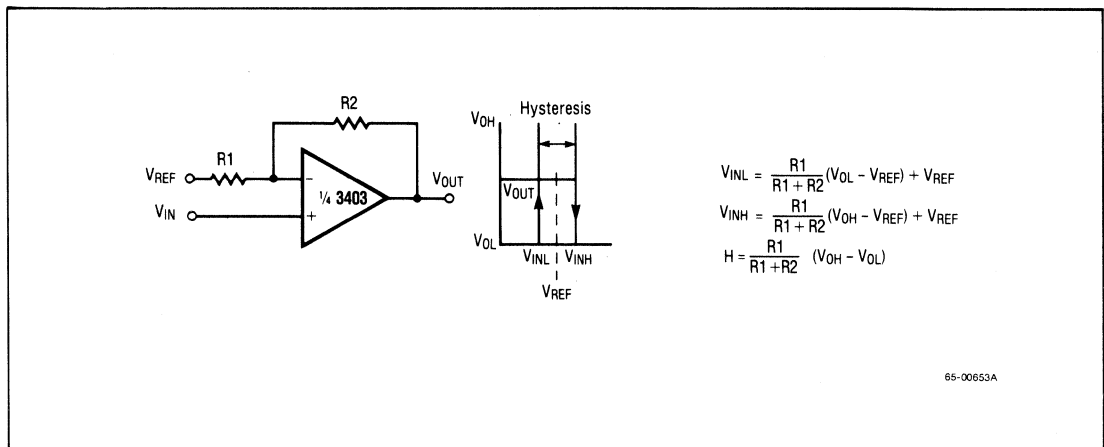 R2
R1
VREF
VIN
−
+
¼ 3403
VOUT
Hysteresis
VOH
VOUT
VOL
VINL
VINH
VREF
VINL = R1 / R1 + R2 (VOL − VREF) + VREF
VINH = R1 / R1 + R2 (VOH − VREF) + VREF
H = R1 / R1 + R2 (VOH − VOL)
65-00653A